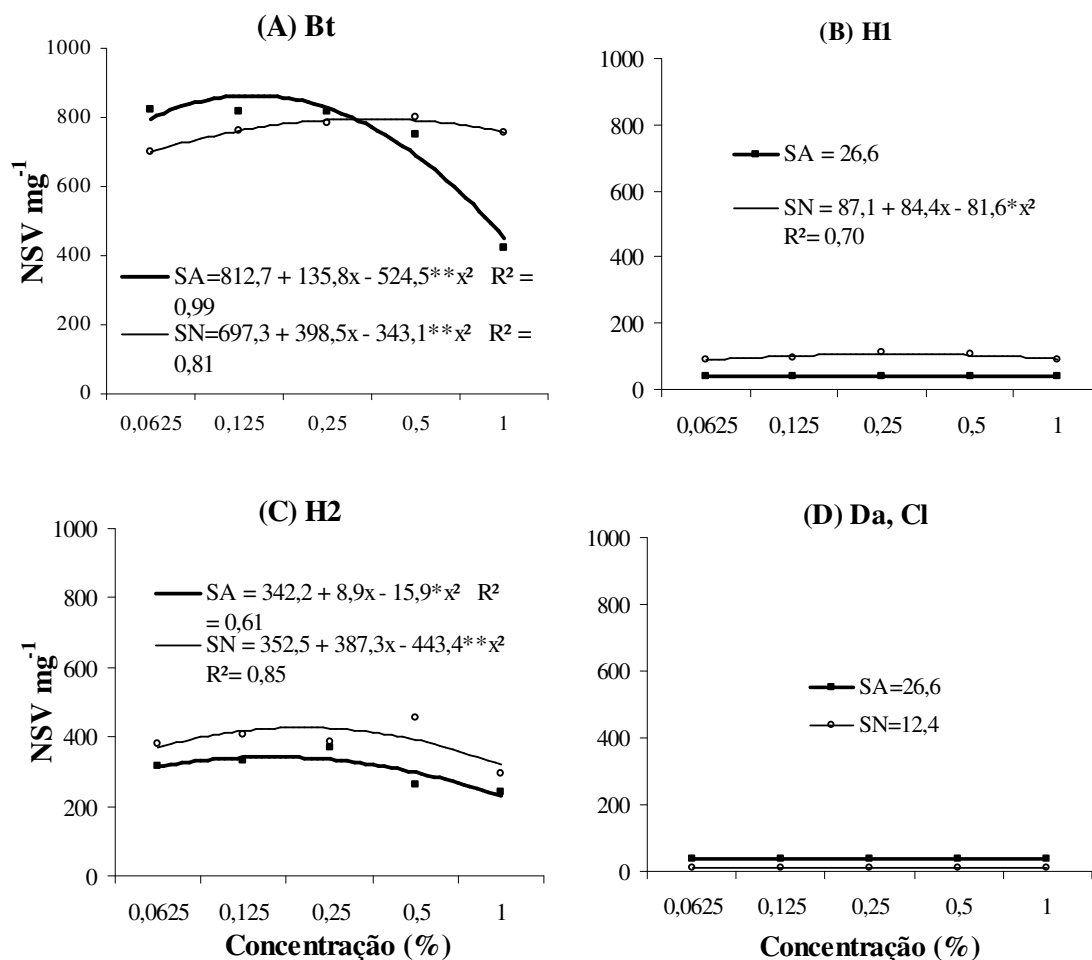 (A) Bt
NSV mg-1
1000
800
600
400
200
0
SA=812,7 + 135,8x - 524,5**x² R² =
0,99
SN=697,3 + 398,5x - 343,1**x² R² =
0,81
0,0625 0,125 0,25 0,5 1
(B) H1
1000
800
600
400
200
0
SA = 26,6
SN = 87,1 + 84,4x - 81,6*x²
R²= 0,70
0,0625 0,125 0,25 0,5 1
(C) H2
NSV mg-1
1000
800
600
400
200
0
SA = 342,2 + 8,9x - 15,9*x² R²
= 0,61
SN = 352,5 + 387,3x - 443,4**x²
R²= 0,85
0,0625 0,125 0,25 0,5 1
Concentração (%)
(D) Da, Cl
1000
800
600
400
200
0
SA=26,6
SN=12,4
0,0625 0,125 0,25 0,5 1
Concentração (%)